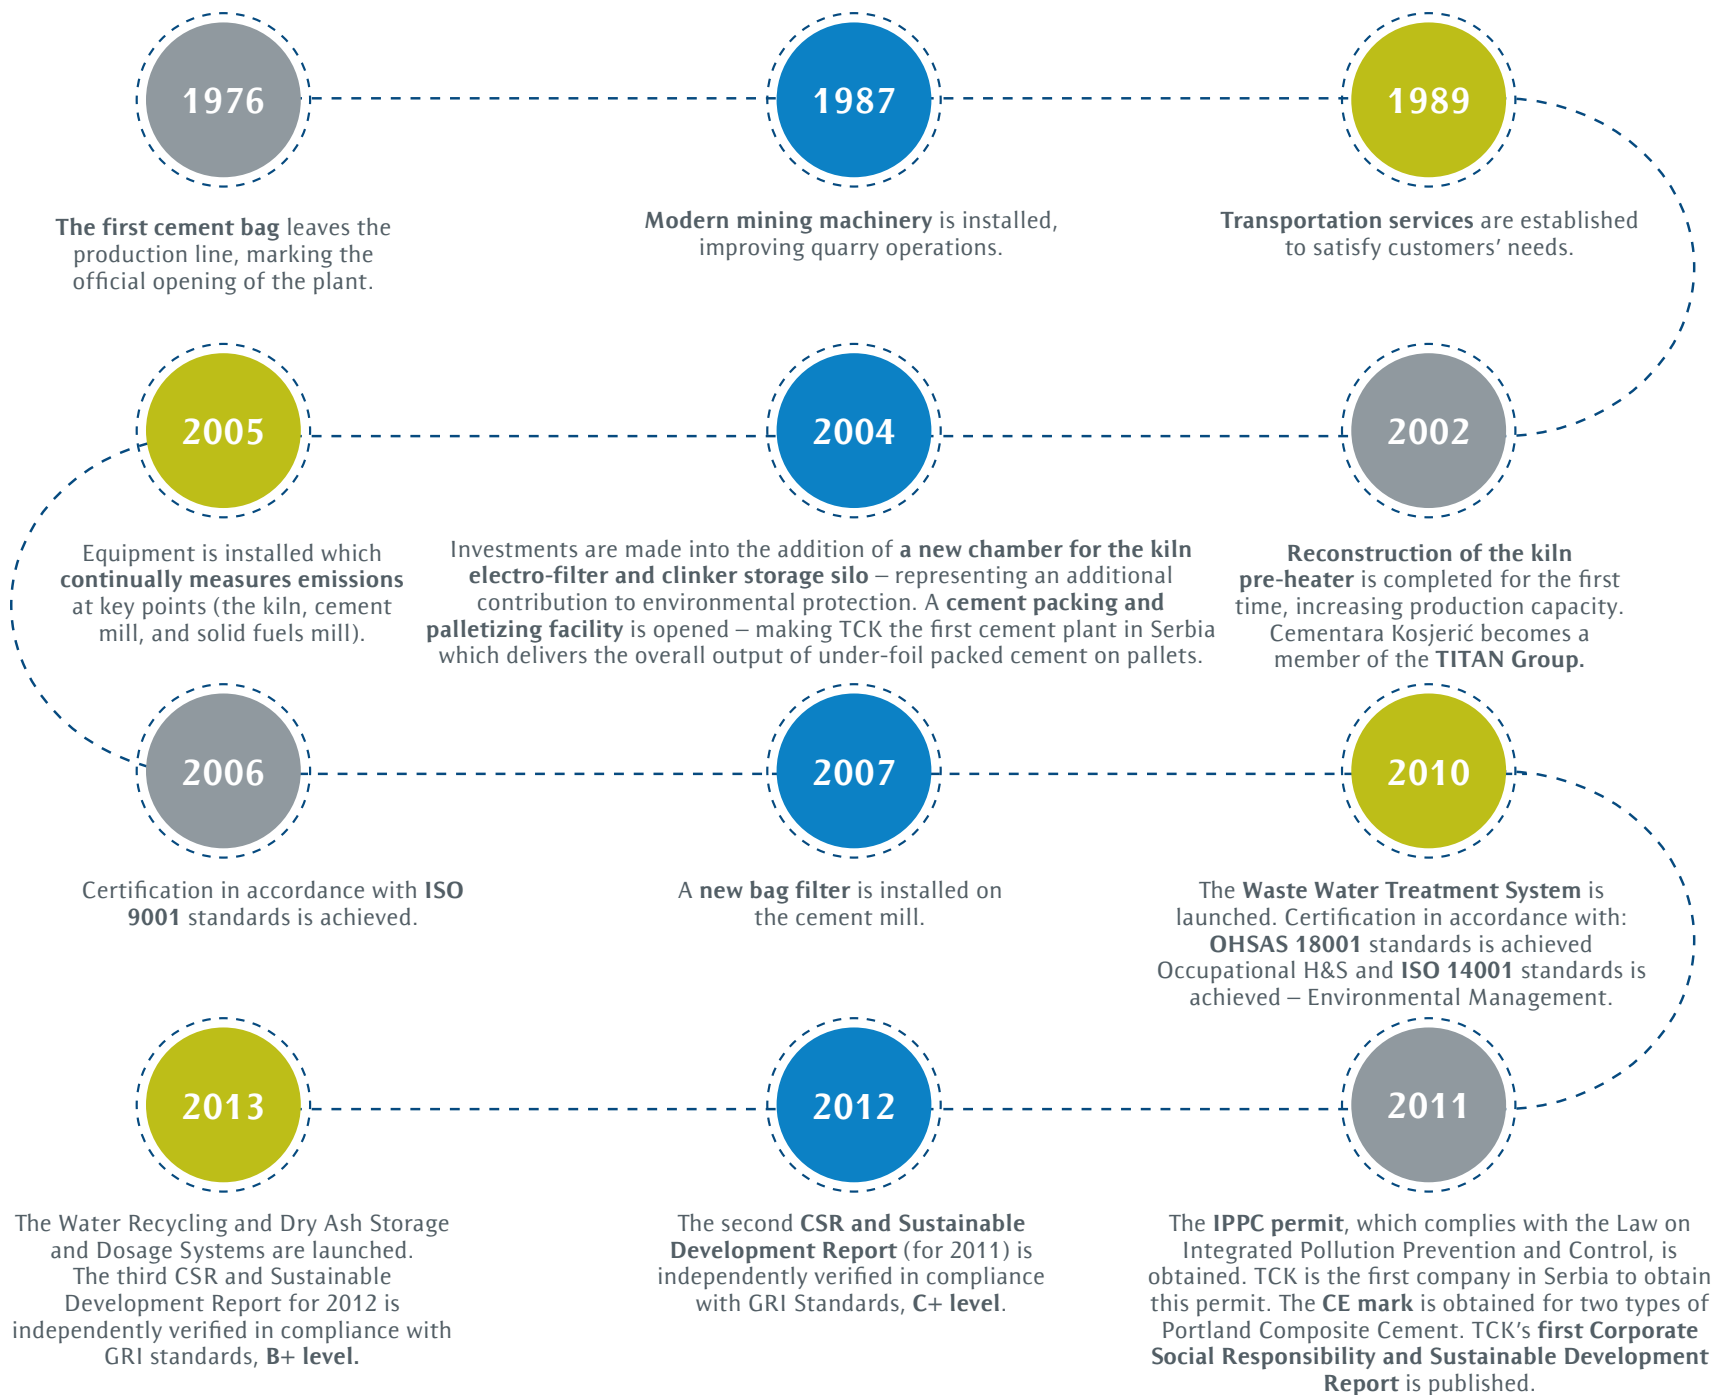 1976
The first cement bag leaves the
production line, marking the
official opening of the plant.
1987
Modern mining machinery is installed,
improving quarry operations.
1989
Transportation services are established
to satisfy customers’ needs.
2002
Reconstruction of the kiln
pre-heater is completed for the first
time, increasing production capacity.
Cementara Kosjerić becomes a
member of the TITAN Group.
2004
Investments are made into the addition of a new chamber for the kiln
electro-filter and clinker storage silo – representing an additional
contribution to environmental protection. A cement packing and
palletizing facility is opened – making TCK the first cement plant in Serbia
which delivers the overall output of under-foil packed cement on pallets.
2005
Equipment is installed which
continually measures emissions
at key points (the kiln, cement
mill, and solid fuels mill).
2006
Certification in accordance with ISO
9001 standards is achieved.
2007
A new bag filter is installed on
the cement mill.
2010
The Waste Water Treatment System is
launched. Certification in accordance with:
OHSAS 18001 standards is achieved
Occupational H&S and ISO 14001 standards is
achieved – Environmental Management.
2011
The IPPC permit, which complies with the Law on
Integrated Pollution Prevention and Control, is
obtained. TCK is the first company in Serbia to obtain
this permit. The CE mark is obtained for two types of
Portland Composite Cement. TCK’s first Corporate
Social Responsibility and Sustainable Development
Report is published.
2012
The second CSR and Sustainable
Development Report (for 2011) is
independently verified in compliance
with GRI Standards, C+ level.
2013
The Water Recycling and Dry Ash Storage
and Dosage Systems are launched.
The third CSR and Sustainable
Development Report for 2012 is
independently verified in compliance with
GRI standards, B+ level.